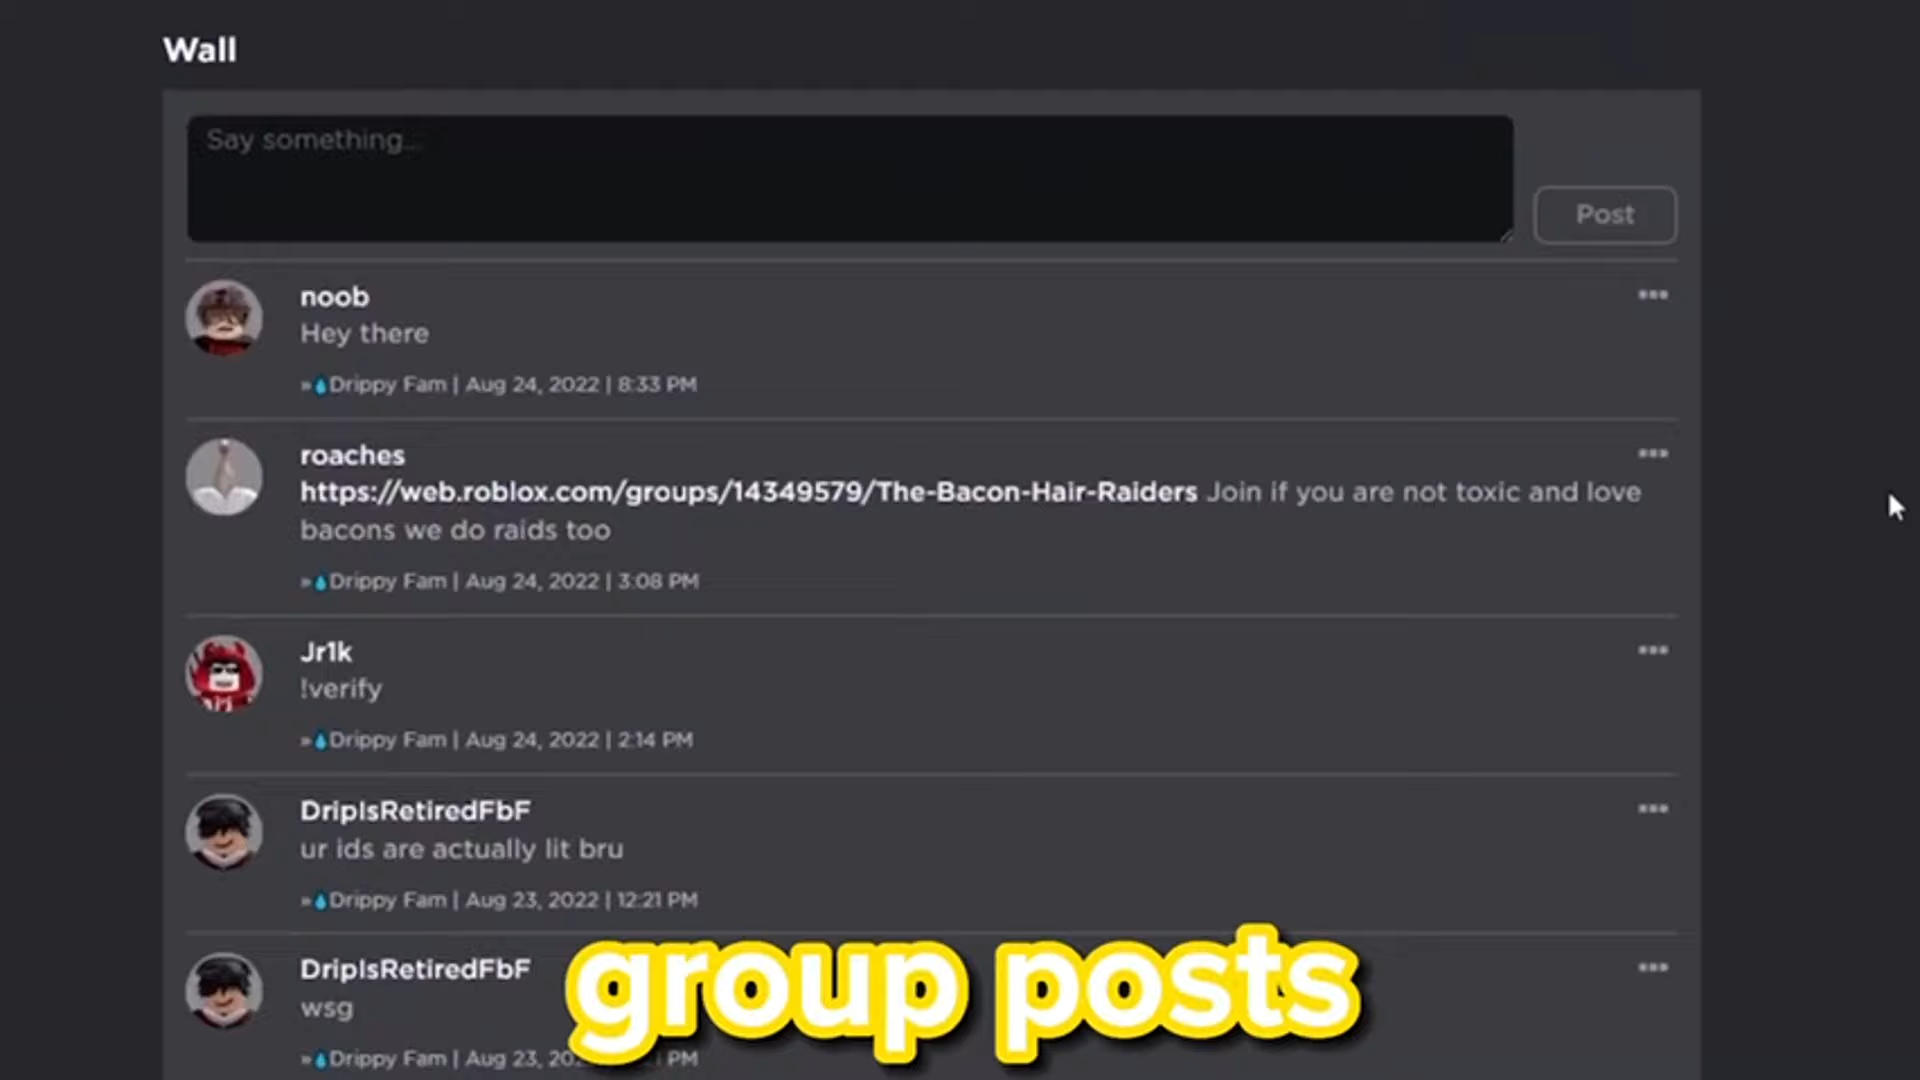 Wall
Say something...
Post
noob
Hey there
»💧Drippy Fam | Aug 24, 2022 | 8:33 PM
roaches
https://web.roblox.com/groups/14349579/The-Bacon-Hair-Raiders Join if you are not toxic and love
bacons we do raids too
»💧Drippy Fam | Aug 24, 2022 | 3:08 PM
Jr1k
!verify
»💧Drippy Fam | Aug 24, 2022 | 2:14 PM
DripIsRetiredFbF
ur ids are actually lit bru
»💧Drippy Fam | Aug 23, 2022 | 12:21 PM
DripIsRetiredFbF
wsg
»💧Drippy Fam | Aug 23, PM
group posts